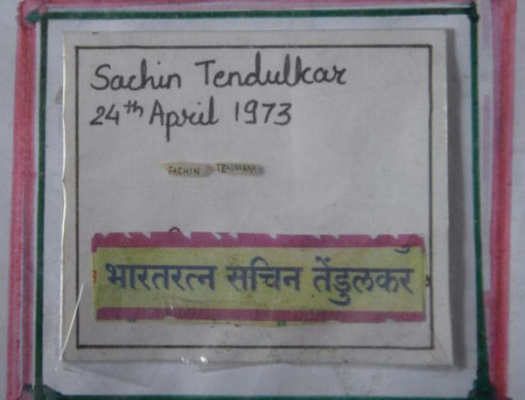 Sachin Tendulkar
24th April 1973
SACHIN TENDULKAR
भारतरत्न सचिन तेंडुलकर